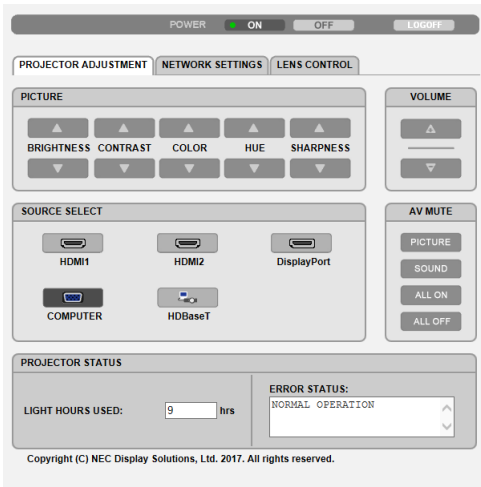 POWER ON OFF LOGOFF
PROJECTOR ADJUSTMENT NETWORK SETTINGS LENS CONTROL
PICTURE
BRIGHTNESS CONTRAST COLOR HUE SHARPNESS
VOLUME
SOURCE SELECT
HDMI1 HDMI2 DisplayPort
COMPUTER HDBaseT
AV MUTE
PICTURE
SOUND
ALL ON
ALL OFF
PROJECTOR STATUS
LIGHT HOURS USED: 9 hrs
ERROR STATUS:
NORMAL OPERATION
Copyright (C) NEC Display Solutions, Ltd. 2017. All rights reserved.